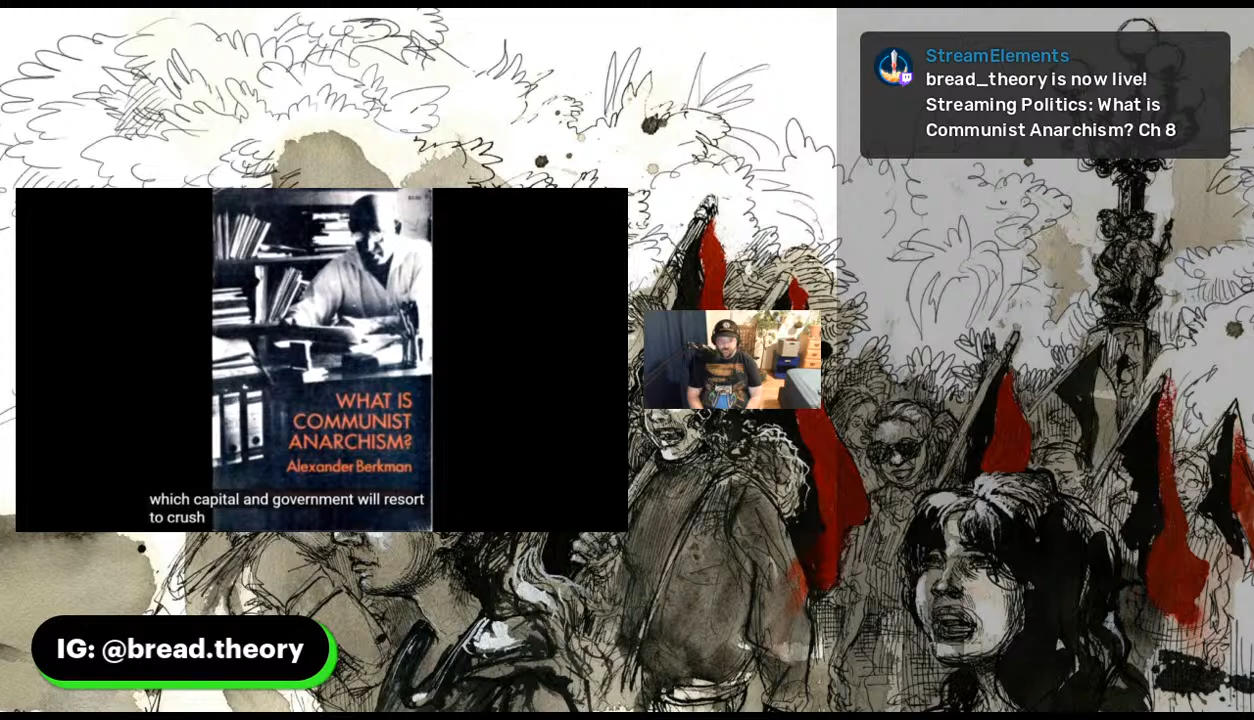 StreamElements
bread_theory is now live!
Streaming Politics: What is
Communist Anarchism? Ch 8
WHAT IS
COMMUNIST
ANARCHISM?
Alexander Berkman
which capital and government will resort
to crush
IG: @bread.theory